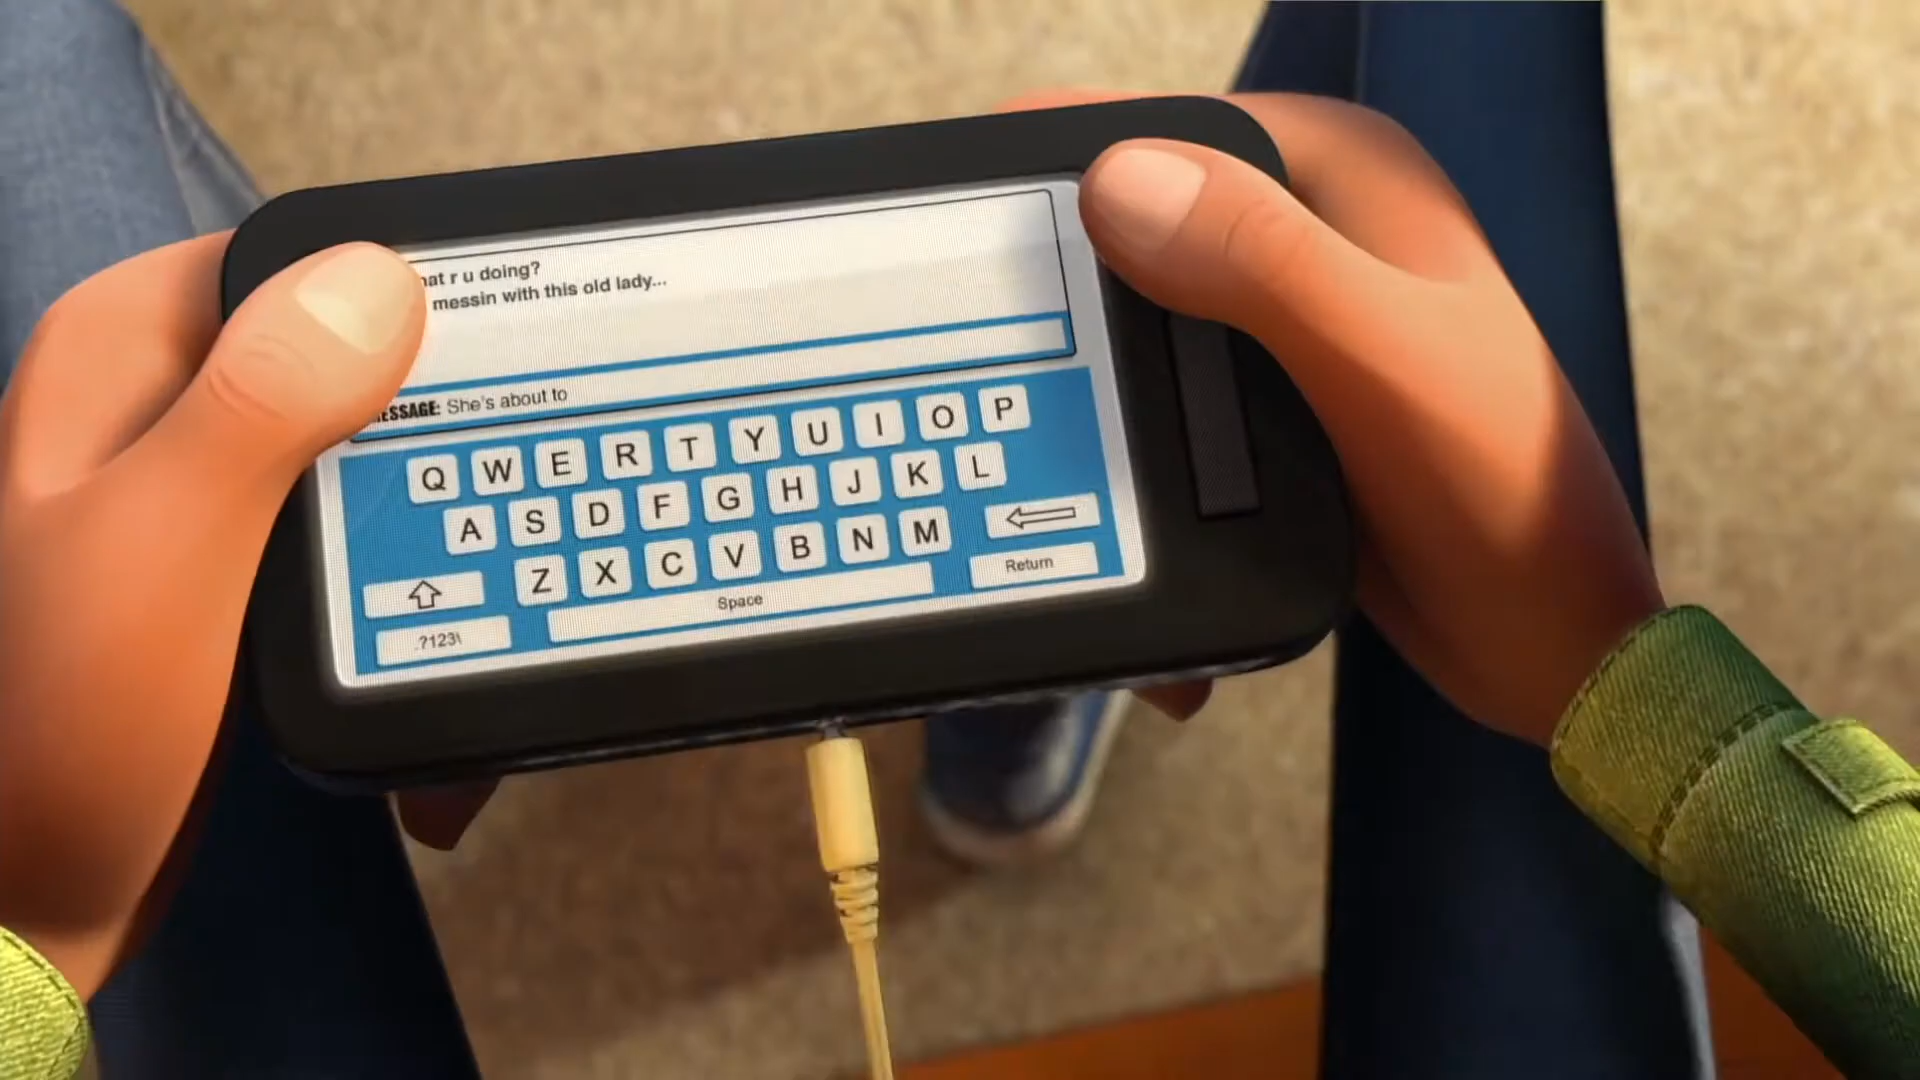 hat r u doing?
messin with this old lady...
ESSAGE: She's about to
Q W E R T Y U I O P
A S D F G H J K L
Z X C V B N M
Return
Space
.?123\